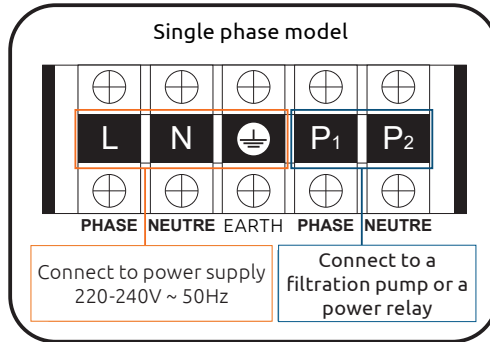 Single phase model
L N P1 P2
PHASE NEUTRE EARTH PHASE NEUTRE
Connect to power supply
220-240V ~ 50Hz
Connect to a
filtration pump or a
power relay